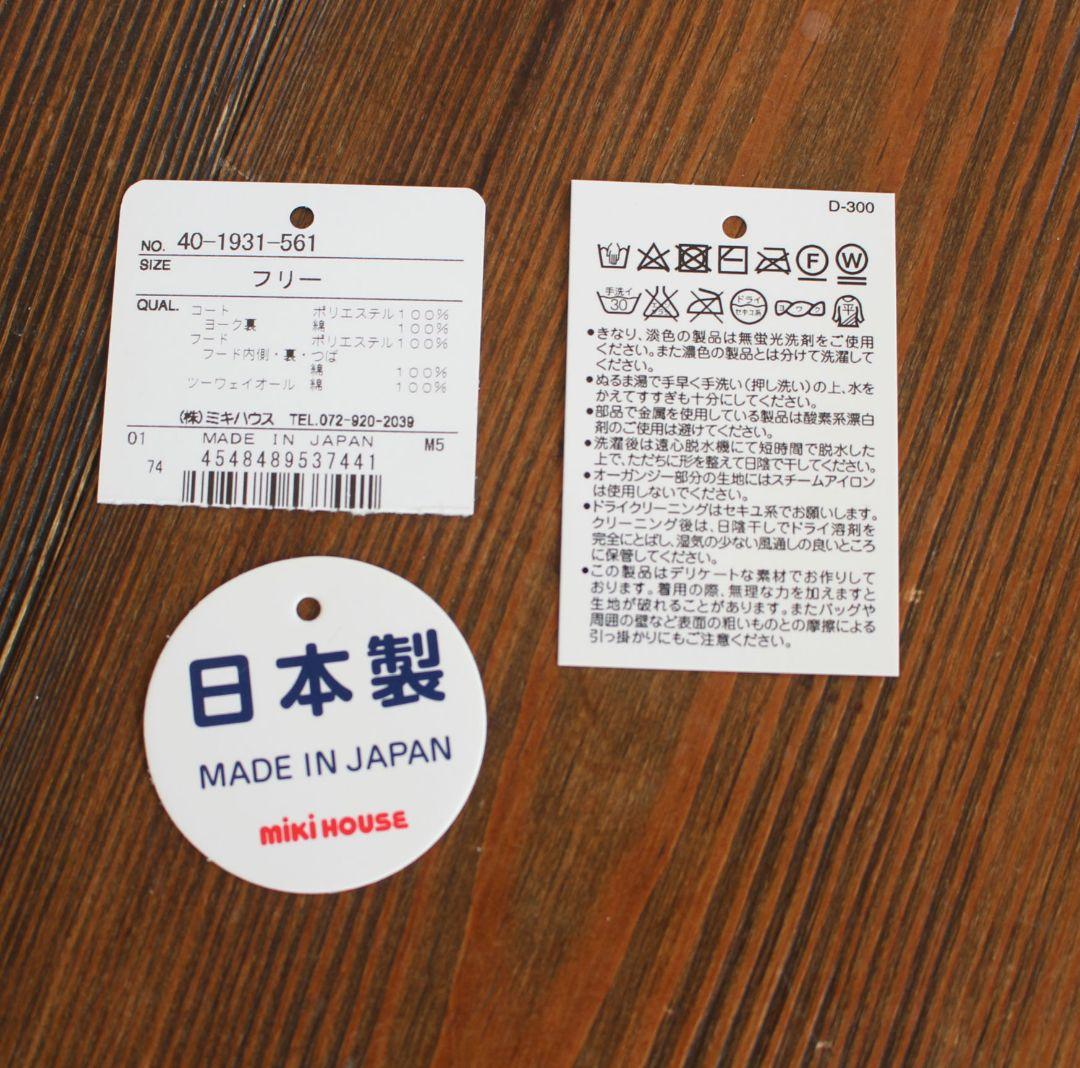 NO. 40-1931-561
SIZE
フリー
QUAL. コート ポリエステル 100%
ヨーク裏 綿 100%
フード ポリエステル 100%
フード内側・裏・つば
綿 100%
ツーウェイオール 綿 100%
(株)ミキハウス TEL.072-920-2039
01 MADE IN JAPAN M5
74 4548489537441
日本製
MADE IN JAPAN
miki HOUSE
D-300
F W
手洗イ 30 エンソサラシ ドライ セキユ系 ヨワク 平
•きなり、淡色の製品は無蛍光洗剤をご使用
ください。また濃色の製品とは分けて洗濯して
ください。
•ぬるま湯で手早く手洗い(押し洗い)の上、水を
かえてすすぎも十分にしてください。
•部品で金属を使用している製品は酸素系漂白
剤のご使用は避けてください。
•洗濯後は遠心脱水機にて短時間で脱水した
上で、ただちに形を整えて日陰で干してください。
•オーガンジー部分の生地にはスチームアイロン
は使用しないでください。
•ドライクリーニングはセキユ系でお願いします。
クリーニング後は、日陰干しでドライ溶剤を
完全にとばし、湿気の少ない風通しの良いところ
に保管してください。
•この製品はデリケートな素材でお作りして
おります。着用の際、無理な力を加えますと
生地が破れることがあります。またバッグや
周囲の壁など表面の粗いものとの摩擦による
引っ掛かりにもご注意ください。